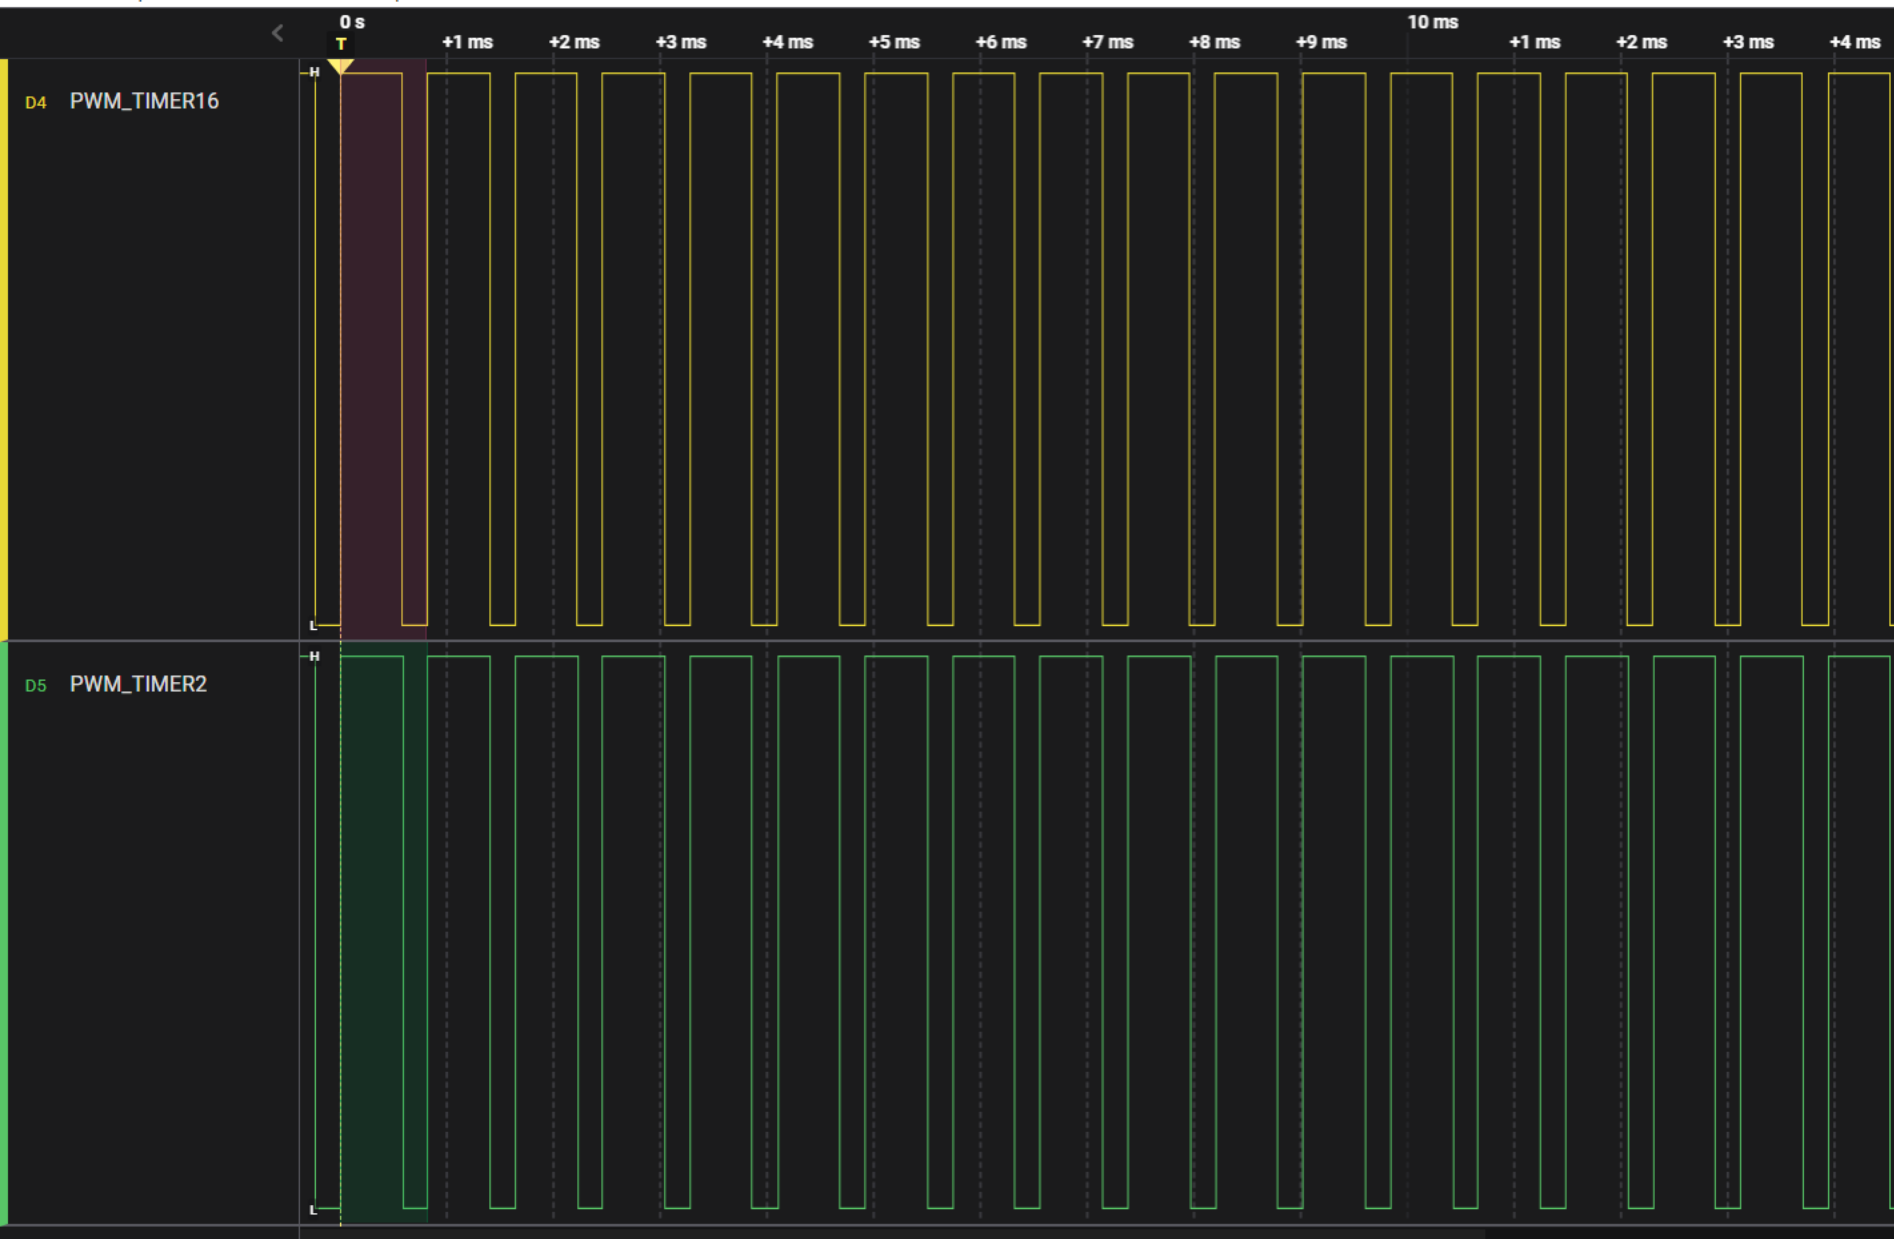 0 s
10 ms
T
+1 ms
+2 ms
+3 ms
+4 ms
+5 ms
+6 ms
+7 ms
+8 ms
+9 ms
+1 ms
+2 ms
+3 ms
+4 ms
H
D4 PWM_TIMER16
L
H
D5 PWM_TIMER2
L